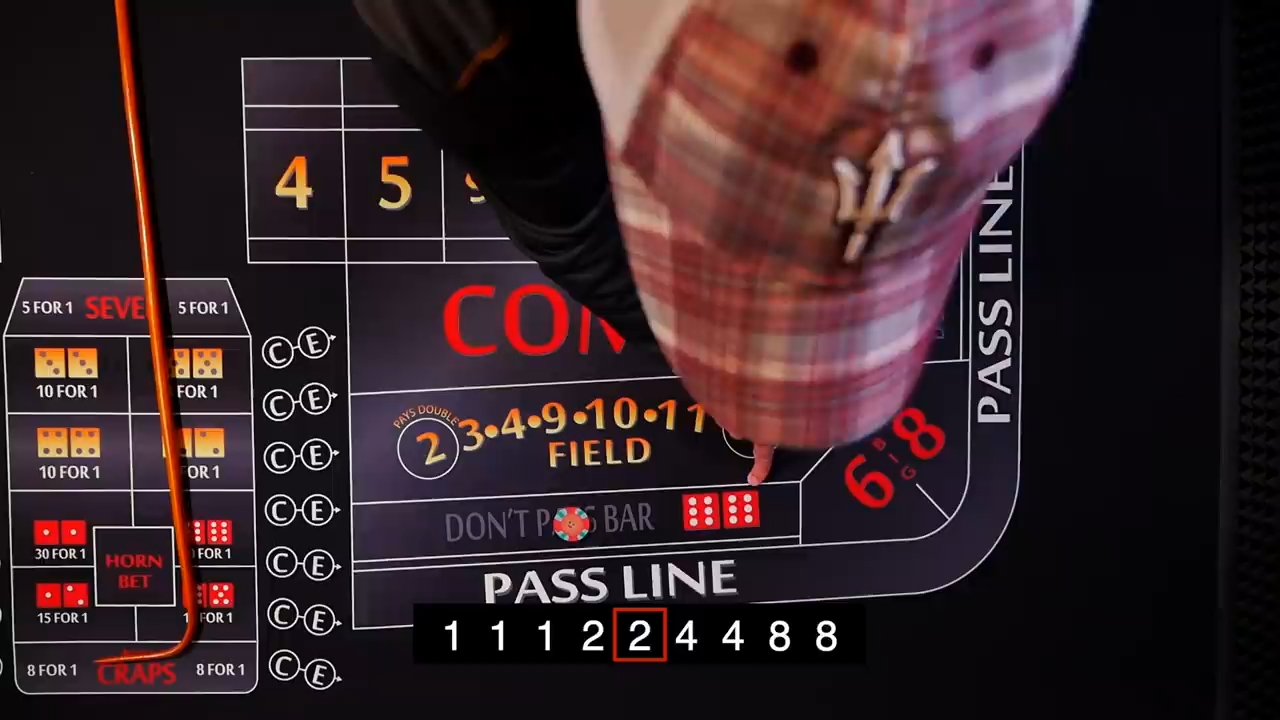 4 5
5 FOR 1 SEVE 5 FOR 1
PASS LINE
COM
C E
10 FOR 1
C E
PAYS DOUBLE
2 3•4•9•10•11
FIELD
6 BIG 8
C E
10 FOR 1 FOR 1
C E
DON'T PASS BAR
30 FOR 1 FOR 1
HORN
BET
C E
PASS LINE
15 FOR 1 FOR 1
C E
1 1 1 2 2 4 4 8 8
8 FOR 1 CRAPS 8 FOR 1
C E